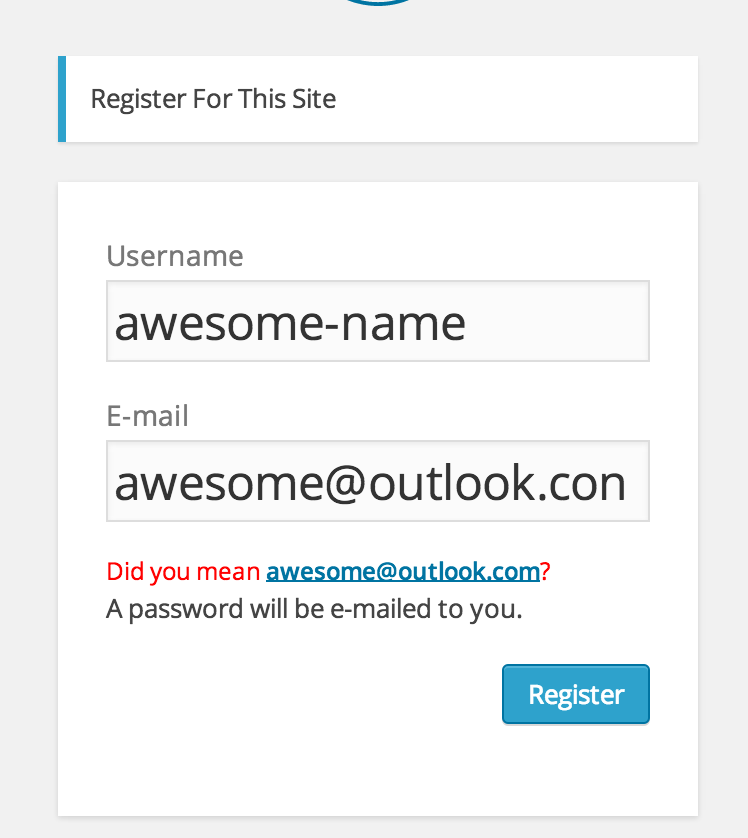 Register For This Site
Username
awesome-name
E-mail
awesome@outlook.con
Did you mean awesome@outlook.com?
A password will be e-mailed to you.
Register